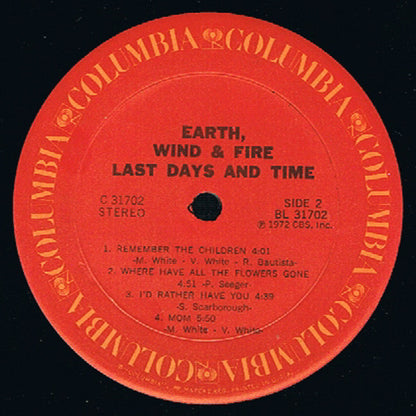 COLUMBIA COLUMBIA COLUMBIA COLUMBIA COLUMBIA COLUMBIA
EARTH,
WIND & FIRE
LAST DAYS AND TIME
C 31702
STEREO
SIDE 2
BL 31702
℗ 1972 CBS, Inc.
1. REMEMBER THE CHILDREN 4:01
-M. White - V. White - R. Bautista-
2. WHERE HAVE ALL THE FLOWERS GONE
4:51 -P. Seeger-
3. I'D RATHER HAVE YOU 4:39
-S. Scarborough-
4. MOM 5:50
-M. White - V. White-